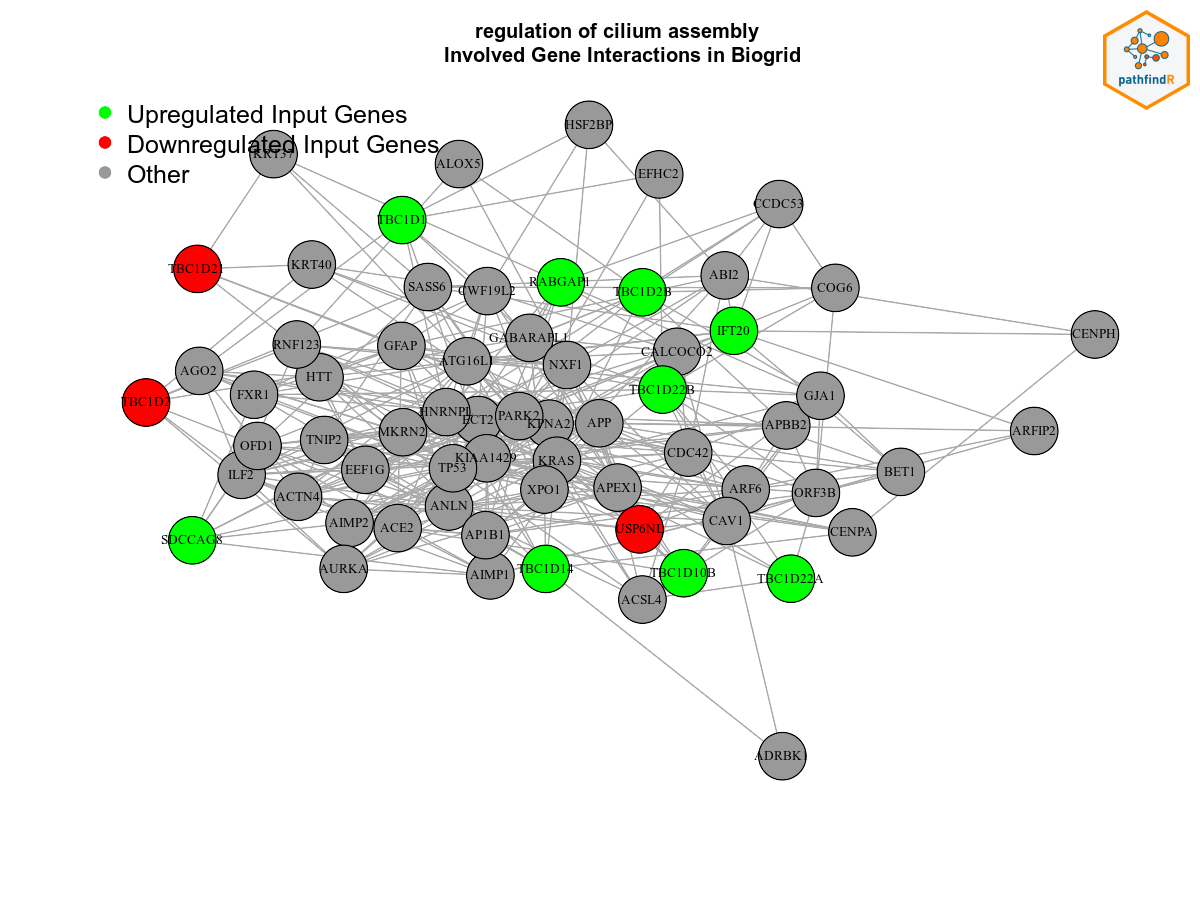 regulation of cilium assembly
Involved Gene Interactions in Biogrid
pathfindR
Upregulated Input Genes
Downregulated Input Genes
Other
HSF2BP
KRT37
ALOX5
EFHC2
CCDC53
TBC1D1
KRT40
TBC1D21
SASS6
CWF19L2
RABGAP1
TBC1D2B
ABI2
COG6
IFT20
CENPH
RNF123
GFAP
GABARAPL1
CALCOCO2
ATG16L1
NXF1
AGO2
HTT
FXR1
TBC1D22B
GJA1
TBC1D2
HNRNPL
ECT2
PARK2
KPNA2
APP
APBB2
ARFIP2
MKRN2
TNIP2
OFD1
CDC42
KIAA1429
KRAS
TP53
EEF1G
ILF2
BET1
XPO1
APEX1
ARF6
ORF3B
ACTN4
ANLN
AIMP2
ACE2
CAV1
USP6NL
CENPA
AP1B1
SDCCAG8
AURKA
AIMP1
TBC1D14
TBC1D10B
TBC1D22A
ACSL4
ADRBK1